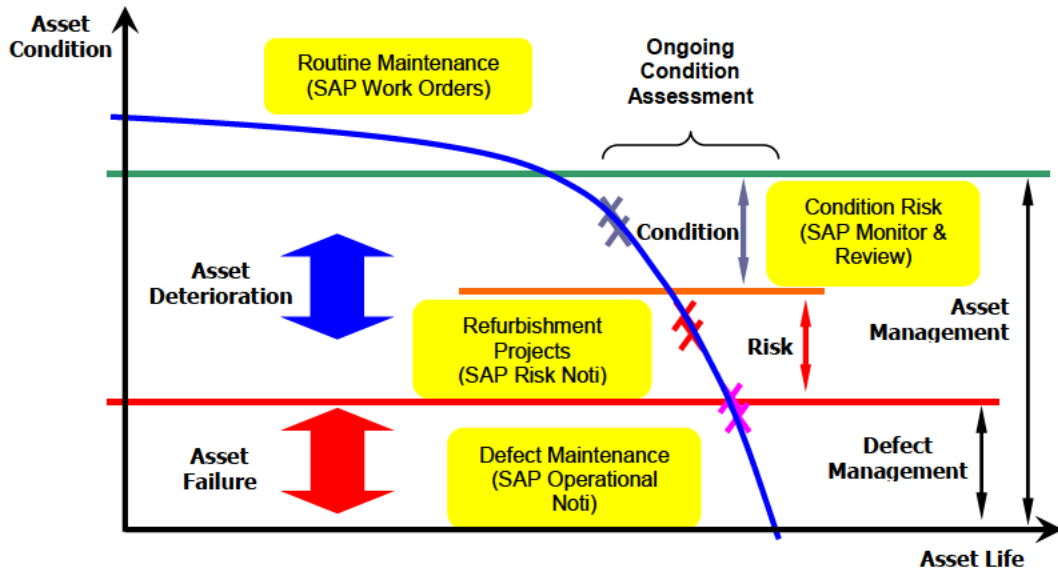 Asset
Condition
Routine Maintenance
(SAP Work Orders)
Ongoing
Condition
Assessment
Condition
Condition Risk
(SAP Monitor &
Review)
Asset
Deterioration
Asset
Management
Refurbishment
Projects
(SAP Risk Noti)
Risk
Asset
Failure
Defect Maintenance
(SAP Operational
Noti)
Defect
Management
Asset Life